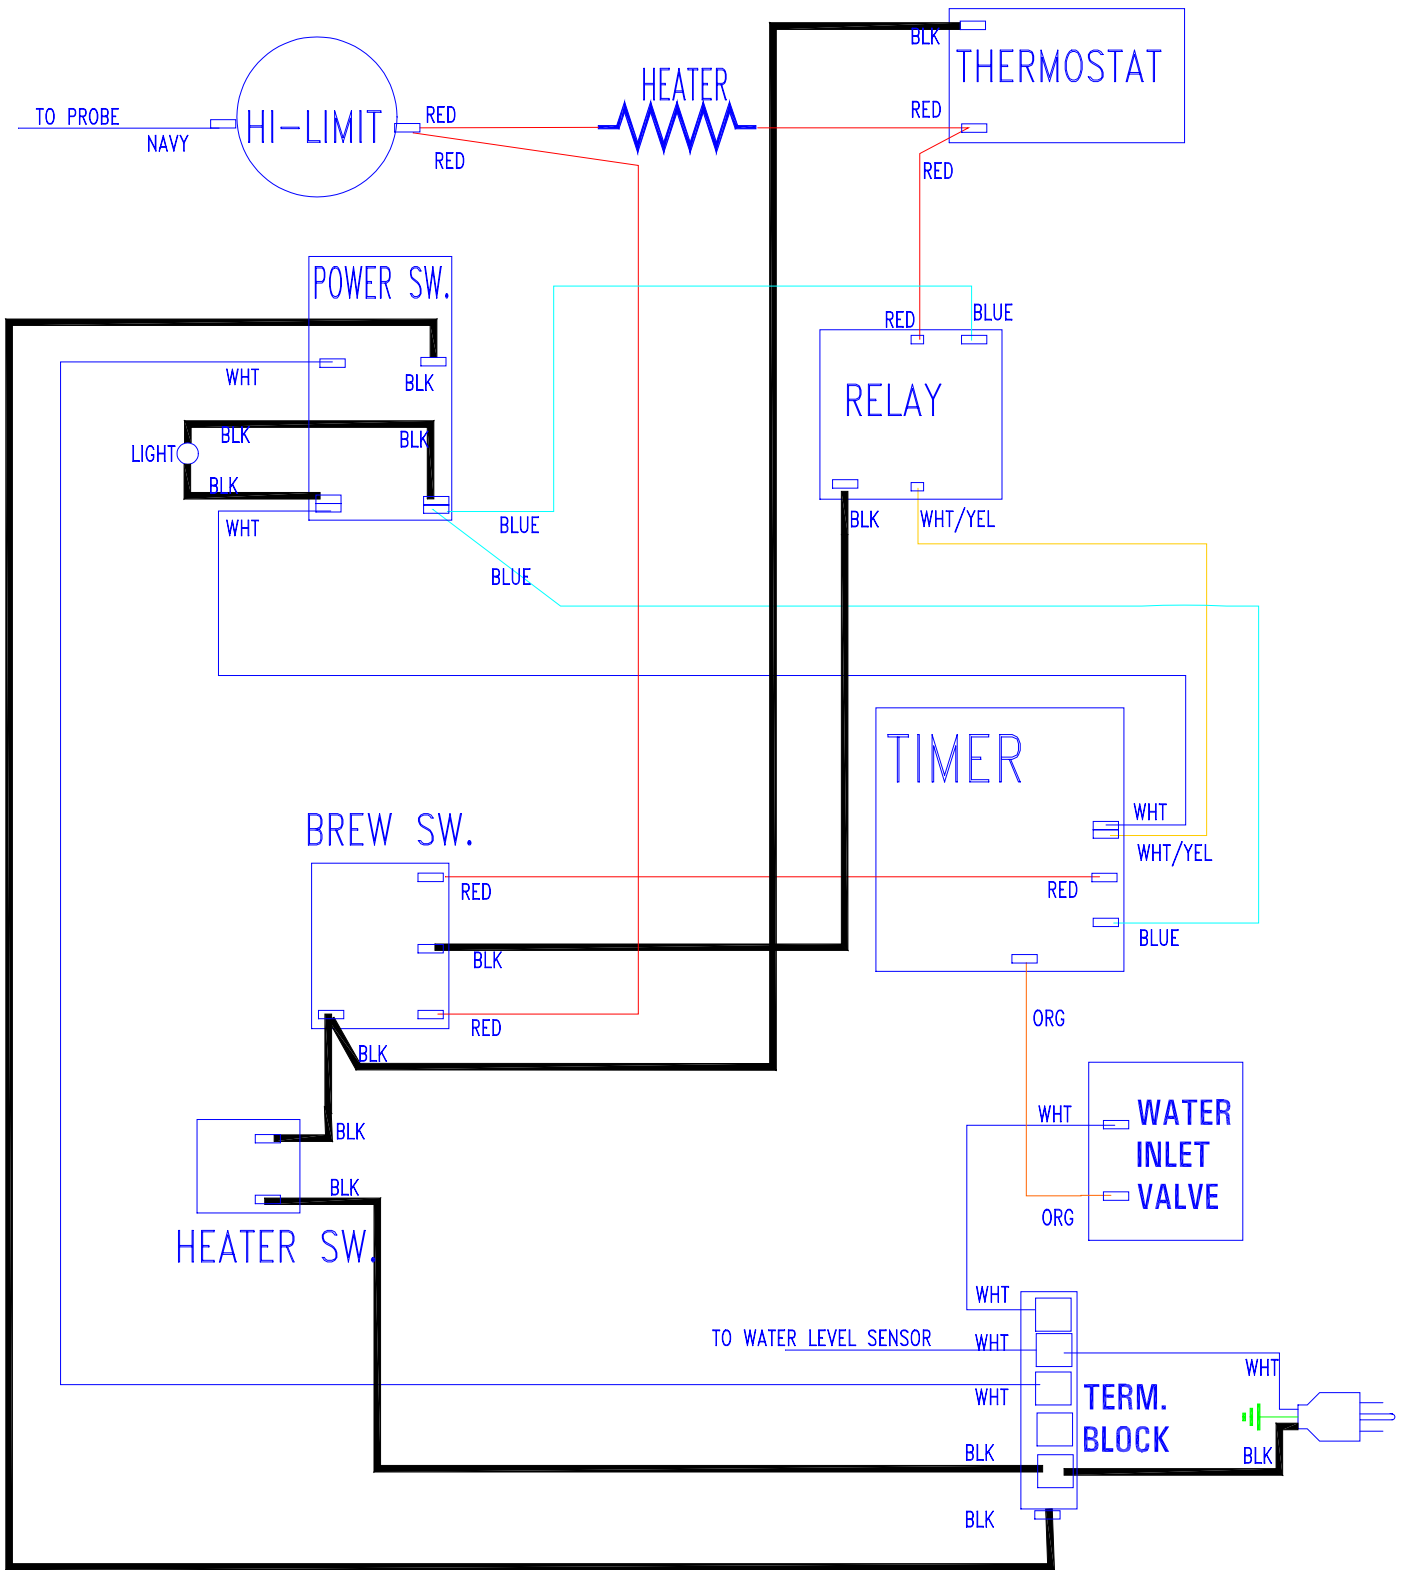 BLK
THERMOSTAT
HEATER
TO PROBE
NAVY
HI-LIMIT
RED
RED
RED
RED
POWER SW.
BLUE
RED
WHT
BLK
RELAY
BLK
BLK
LIGHT
BLK
WHT
BLUE
BLK
WHT/YEL
BLUE
TIMER
WHT
BREW SW.
WHT/YEL
RED
RED
BLUE
BLK
ORG
RED
BLK
WHT
WATER
INLET
VALVE
BLK
BLK
ORG
HEATER SW.
WHT
TO WATER LEVEL SENSOR
WHT
WHT
WHT
TERM.
BLOCK
BLK
BLK
BLK